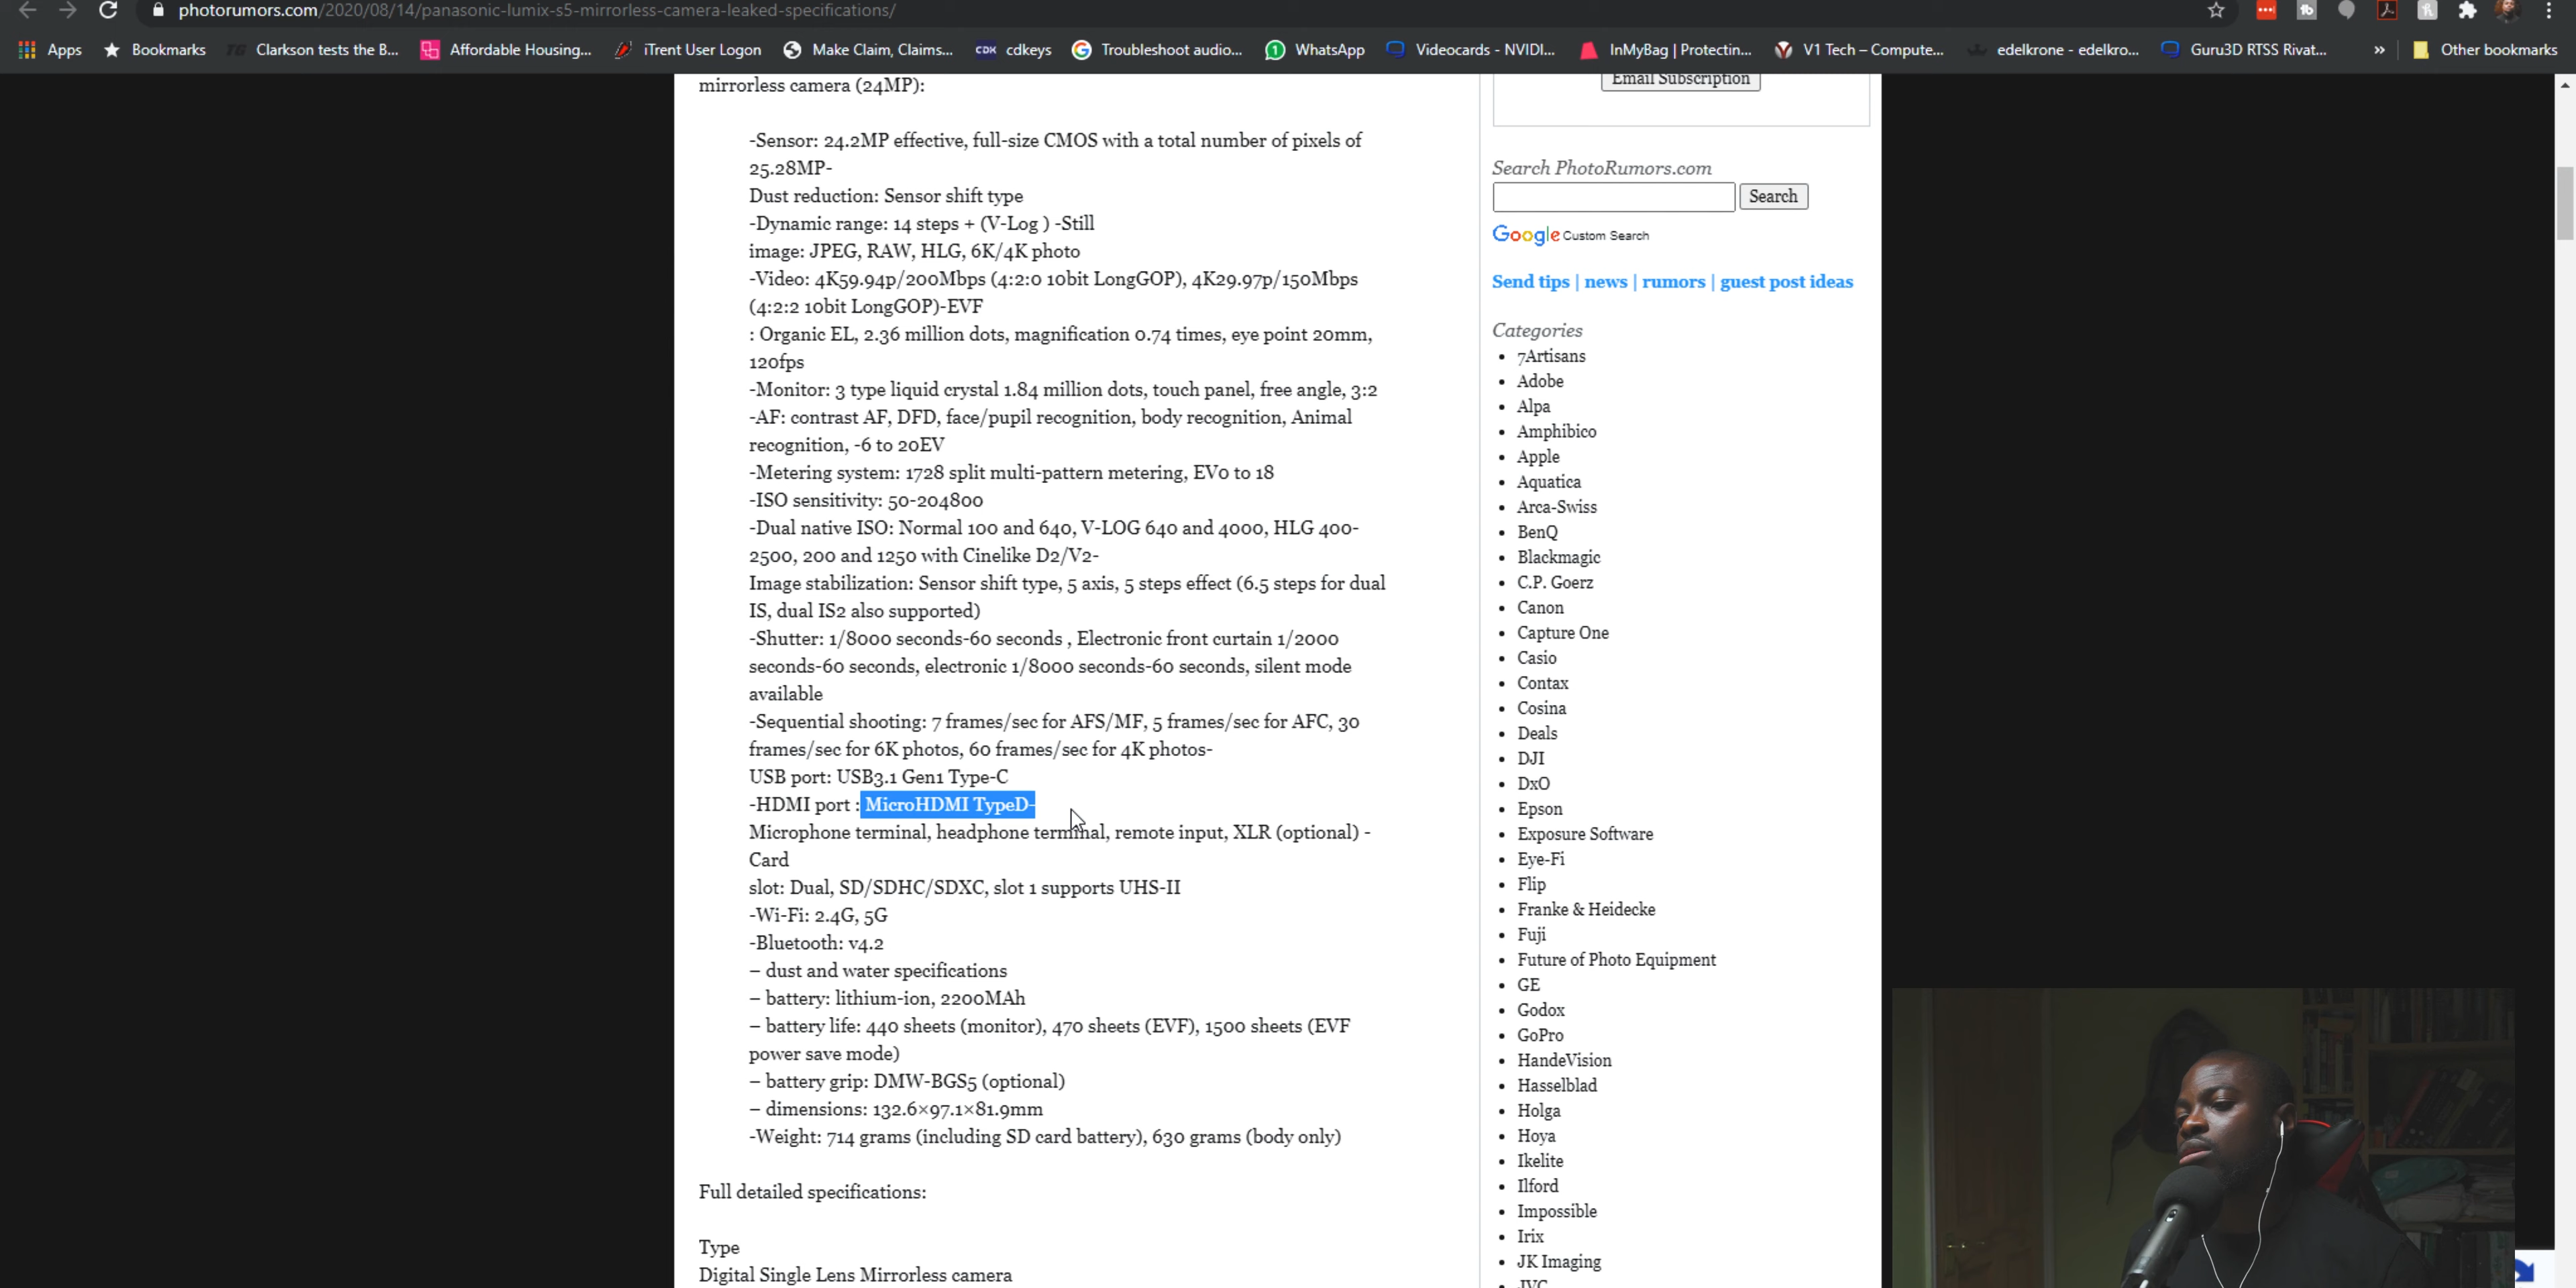 photorumors.com/2020/08/14/panasonic-lumix-s5-mirrorless-camera-leaked-specifications/
Apps Bookmarks TG Clarkson tests the B... Affordable Housing... iTrent User Logon Make Claim, Claims... CDK cdkeys Troubleshoot audio... WhatsApp Videocards - NVIDI... InMyBag | Protectin... V1 Tech – Compute... edelkrone - edelkro... Guru3D RTSS Rivat... » Other bookmarks
mirrorless camera (24MP):
-Sensor: 24.2MP effective, full-size CMOS with a total number of pixels of
25.28MP-
Dust reduction: Sensor shift type
-Dynamic range: 14 steps + (V-Log ) -Still
image: JPEG, RAW, HLG, 6K/4K photo
-Video: 4K59.94p/200Mbps (4:2:0 10bit LongGOP), 4K29.97p/150Mbps
(4:2:2 10bit LongGOP)-EVF
: Organic EL, 2.36 million dots, magnification 0.74 times, eye point 20mm,
120fps
-Monitor: 3 type liquid crystal 1.84 million dots, touch panel, free angle, 3:2
-AF: contrast AF, DFD, face/pupil recognition, body recognition, Animal
recognition, -6 to 20EV
-Metering system: 1728 split multi-pattern metering, EV0 to 18
-ISO sensitivity: 50-204800
-Dual native ISO: Normal 100 and 640, V-LOG 640 and 4000, HLG 400-
2500, 200 and 1250 with Cinelike D2/V2-
Image stabilization: Sensor shift type, 5 axis, 5 steps effect (6.5 steps for dual
IS, dual IS2 also supported)
-Shutter: 1/8000 seconds-60 seconds , Electronic front curtain 1/2000
seconds-60 seconds, electronic 1/8000 seconds-60 seconds, silent mode
available
-Sequential shooting: 7 frames/sec for AFS/MF, 5 frames/sec for AFC, 30
frames/sec for 6K photos, 60 frames/sec for 4K photos-
USB port: USB3.1 Gen1 Type-C
-HDMI port : MicroHDMI TypeD-
Microphone terminal, headphone terminal, remote input, XLR (optional) -
Card
slot: Dual, SD/SDHC/SDXC, slot 1 supports UHS-II
-Wi-Fi: 2.4G, 5G
-Bluetooth: v4.2
– dust and water specifications
– battery: lithium-ion, 2200MAh
– battery life: 440 sheets (monitor), 470 sheets (EVF), 1500 sheets (EVF
power save mode)
– battery grip: DMW-BGS5 (optional)
– dimensions: 132.6×97.1×81.9mm
-Weight: 714 grams (including SD card battery), 630 grams (body only)
Full detailed specifications:
Type
Digital Single Lens Mirrorless camera
Email Subscription
Search PhotoRumors.com
Search
Google Custom Search
Send tips | news | rumors | guest post ideas
Categories
• 7Artisans
• Adobe
• Alpa
• Amphibico
• Apple
• Aquatica
• Arca-Swiss
• BenQ
• Blackmagic
• C.P. Goerz
• Canon
• Capture One
• Casio
• Contax
• Cosina
• Deals
• DJI
• DxO
• Epson
• Exposure Software
• Eye-Fi
• Flip
• Franke & Heidecke
• Fuji
• Future of Photo Equipment
• GE
• Godox
• GoPro
• HandeVision
• Hasselblad
• Holga
• Hoya
• Ikelite
• Ilford
• Impossible
• Irix
• JK Imaging
• JVC